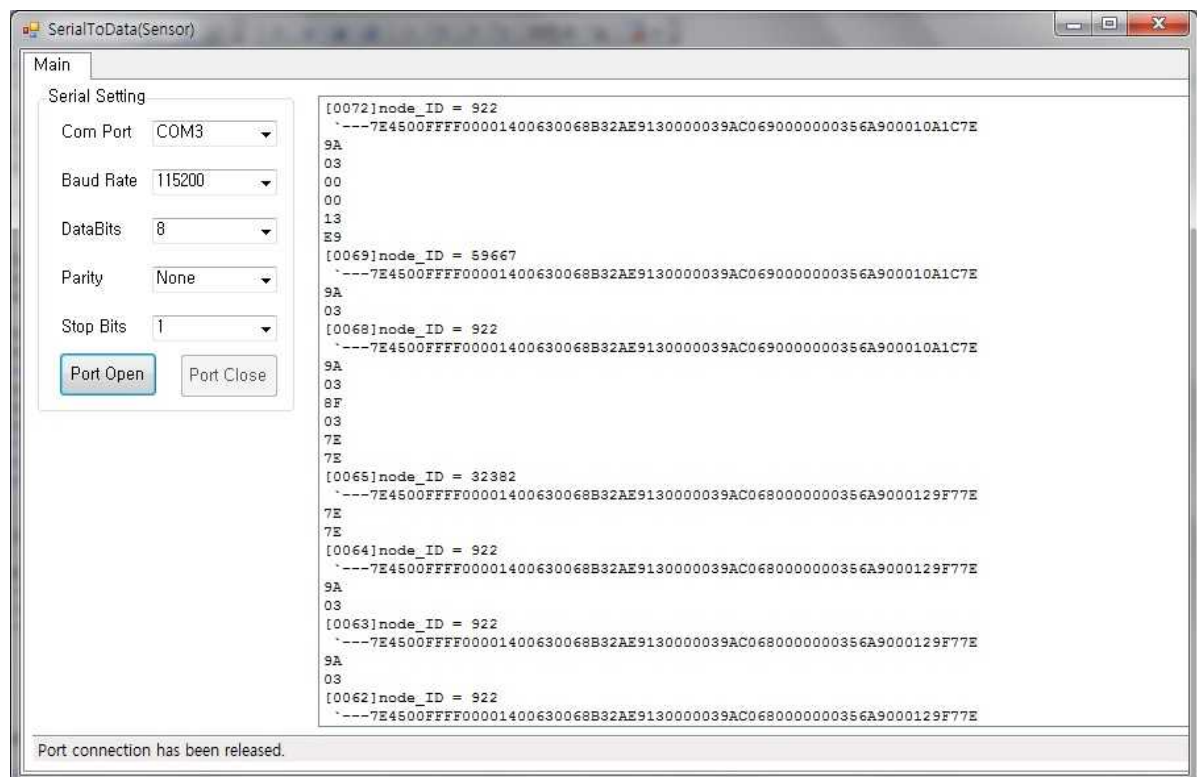 SerialToData(Sensor)
Main
Serial Setting
Com Port COM3
Baud Rate 115200
DataBits 8
Parity None
Stop Bits 1
Port Open Port Close
[0072]node_ID = 922
`---7E4500FFFF00001400630068B32AE9130000039AC0690000000356A900010A1C7E
9A
03
00
00
13
E9
[0069]node_ID = 59667
`---7E4500FFFF00001400630068B32AE9130000039AC0690000000356A900010A1C7E
9A
03
[0068]node_ID = 922
`---7E4500FFFF00001400630068B32AE9130000039AC0690000000356A900010A1C7E
9A
03
8F
03
7E
7E
[0065]node_ID = 32382
`---7E4500FFFF00001400630068B32AE9130000039AC0680000000356A9000129F77E
7E
7E
[0064]node_ID = 922
`---7E4500FFFF00001400630068B32AE9130000039AC0680000000356A9000129F77E
9A
03
[0063]node_ID = 922
`---7E4500FFFF00001400630068B32AE9130000039AC0680000000356A9000129F77E
9A
03
[0062]node_ID = 922
`---7E4500FFFF00001400630068B32AE9130000039AC0680000000356A9000129F77E
Port connection has been released.